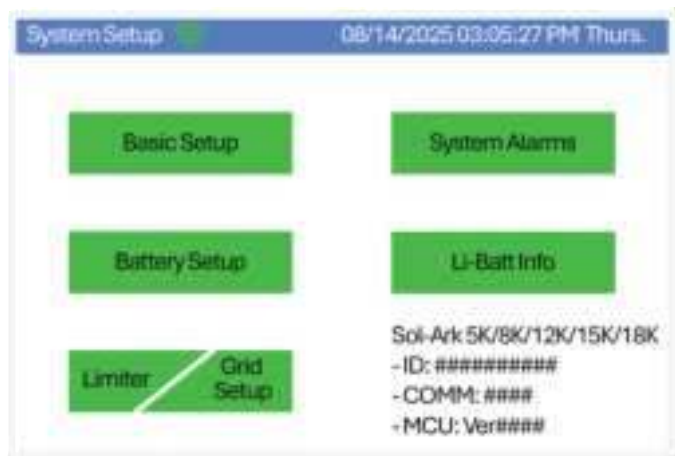 System Setup 08/14/2025 03:05:27 PM Thurs.
Basic Setup
System Alarms
Battery Setup
Li-Batt Info
Limiter
Grid
Setup
Sol-Ark 5K/8K/12K/15K/18K
-ID: ##########
-COMM: ####
-MCU: Ver####